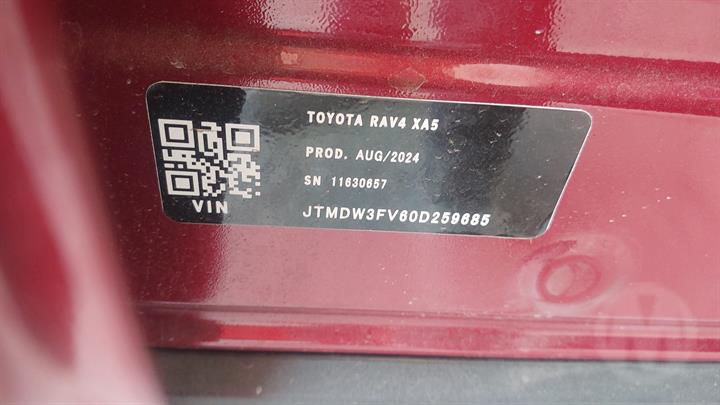 TOYOTA RAV4 XA5
PROD. AUG/2024
SN 11630657
VIN
JTMDW3FV60D259685